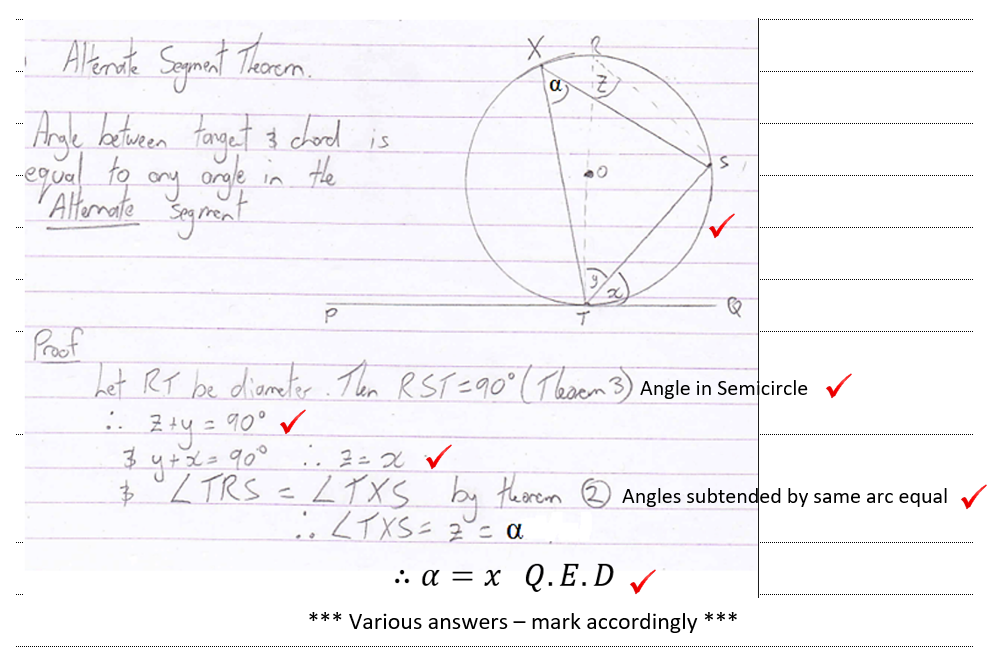 Alternate Segment Theorem.
Angle between tanget & chord is
equal to any angle in the
Alternate Segment
X
R
α
z
O
S
y
x
P
T
Q
Proof
Let RT be diameter. Then RST = 90° (Theorem 3) Angle in Semicircle
∴ z+y = 90°
& y+x = 90° ∴ z = x
& ∠TRS = ∠TXS by theorem ② Angles subtended by same arc equal
∴ ∠TXS = z = α
∴ α = x Q.E.D
*** Various answers – mark accordingly ***